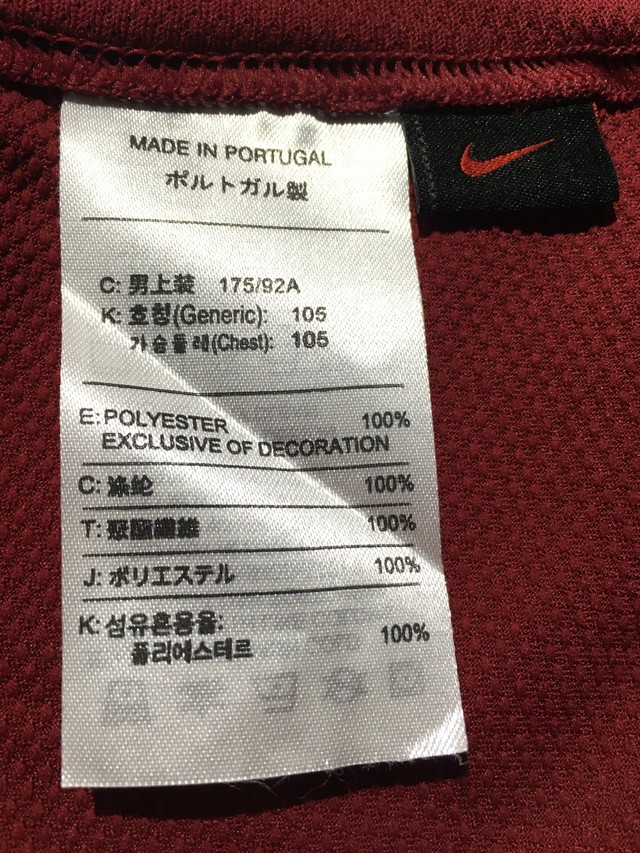 MADE IN PORTUGAL
ポルトガル製
C: 男上装 175/92A
K: 호칭(Generic): 105
가슴둘레(Chest): 105
E: POLYESTER 100%
EXCLUSIVE OF DECORATION
C: 涤纶 100%
T: 聚酯纖維 100%
J: ポリエステル 100%
K: 섬유혼용율:
폴리에스테르 100%